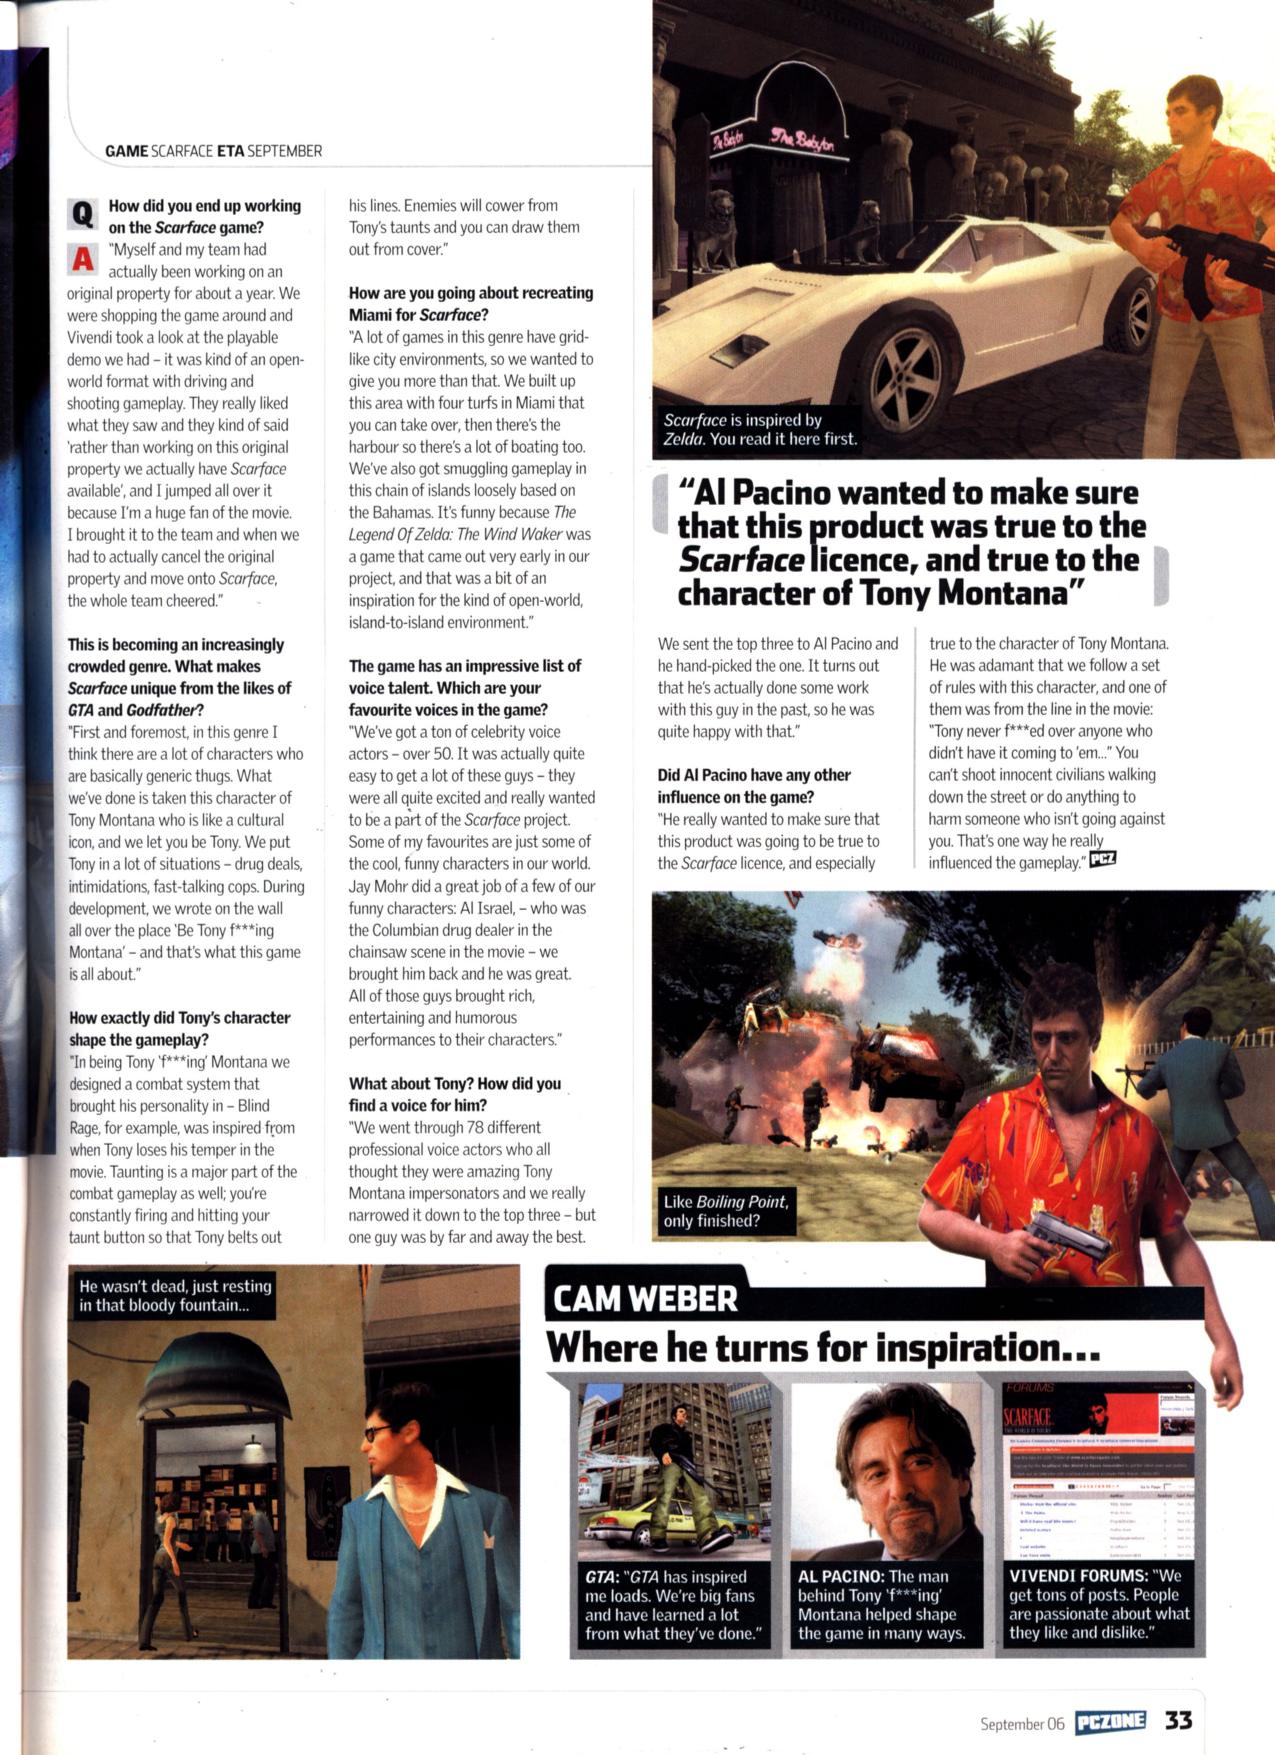 GAME SCARFACE ETA SEPTEMBER
Q How did you end up working
on the Scarface game?
A "Myself and my team had
actually been working on an
original property for about a year. We
were shopping the game around and
Vivendi took a look at the playable
demo we had – it was kind of an open-
world format with driving and
shooting gameplay. They really liked
what they saw and they kind of said
'rather than working on this original
property we actually have Scarface
available', and I jumped all over it
because I'm a huge fan of the movie.
I brought it to the team and when we
had to actually cancel the original
property and move onto Scarface,
the whole team cheered."
This is becoming an increasingly
crowded genre. What makes
Scarface unique from the likes of
GTA and Godfather?
"First and foremost, in this genre I
think there are a lot of characters who
are basically generic thugs. What
we've done is taken this character of
Tony Montana who is like a cultural
icon, and we let you be Tony. We put
Tony in a lot of situations – drug deals,
intimidations, fast-talking cops. During
development, we wrote on the wall
all over the place 'Be Tony f***ing
Montana' – and that's what this game
is all about."
How exactly did Tony's character
shape the gameplay?
"In being Tony 'f***ing' Montana we
designed a combat system that
brought his personality in – Blind
Rage, for example, was inspired from
when Tony loses his temper in the
movie. Taunting is a major part of the
combat gameplay as well; you're
constantly firing and hitting your
taunt button so that Tony belts out
his lines. Enemies will cower from
Tony's taunts and you can draw them
out from cover."
How are you going about recreating
Miami for Scarface?
"A lot of games in this genre have grid-
like city environments, so we wanted to
give you more than that. We built up
this area with four turfs in Miami that
you can take over, then there's the
harbour so there's a lot of boating too.
We've also got smuggling gameplay in
this chain of islands loosely based on
the Bahamas. It's funny because The
Legend Of Zelda: The Wind Waker was
a game that came out very early in our
project, and that was a bit of an
inspiration for the kind of open-world,
island-to-island environment."
The game has an impressive list of
voice talent. Which are your
favourite voices in the game?
"We've got a ton of celebrity voice
actors – over 50. It was actually quite
easy to get a lot of these guys – they
were all quite excited and really wanted
to be a part of the Scarface project.
Some of my favourites are just some of
the cool, funny characters in our world.
Jay Mohr did a great job of a few of our
funny characters: Al Israel, – who was
the Columbian drug dealer in the
chainsaw scene in the movie – we
brought him back and he was great.
All of those guys brought rich,
entertaining and humorous
performances to their characters."
What about Tony? How did you
find a voice for him?
"We went through 78 different
professional voice actors who all
thought they were amazing Tony
Montana impersonators and we really
narrowed it down to the top three – but
one guy was by far and away the best.
The Babylon
The Babylon
Scarface is inspired by
Zelda. You read it here first.
"Al Pacino wanted to make sure
that this product was true to the
Scarface licence, and true to the
character of Tony Montana"
We sent the top three to Al Pacino and
he hand-picked the one. It turns out
that he's actually done some work
with this guy in the past, so he was
quite happy with that."
Did Al Pacino have any other
influence on the game?
"He really wanted to make sure that
this product was going to be true to
the Scarface licence, and especially
true to the character of Tony Montana.
He was adamant that we follow a set
of rules with this character, and one of
them was from the line in the movie:
"Tony never f***ed over anyone who
didn't have it coming to 'em..." You
can't shoot innocent civilians walking
down the street or do anything to
harm someone who isn't going against
you. That's one way he really
influenced the gameplay." PCZ
Like Boiling Point,
only finished?
He wasn't dead, just resting
in that bloody fountain...
CAM WEBER
Where he turns for inspiration...
FORUMS
SCARFACE
THE WORLD IS YOURS
GTA: "GTA has inspired
me loads. We're big fans
and have learned a lot
from what they've done."
AL PACINO: The man
behind Tony 'f***ing'
Montana helped shape
the game in many ways.
VIVENDI FORUMS: "We
get tons of posts. People
are passionate about what
they like and dislike."
September 06 PCZONE 33